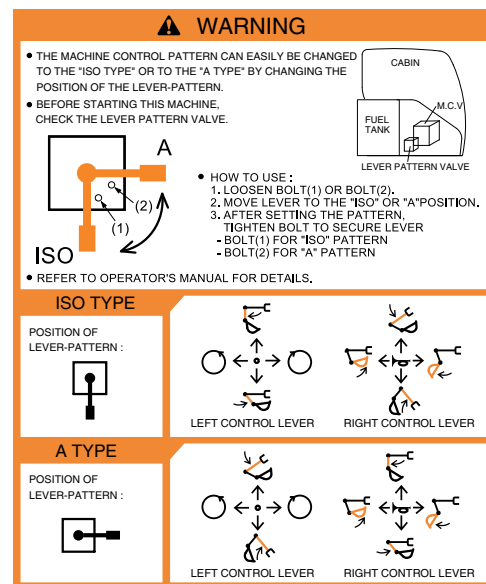 WARNING
• THE MACHINE CONTROL PATTERN CAN EASILY BE CHANGED
TO THE "ISO TYPE" OR TO THE "A TYPE" BY CHANGING THE
POSITION OF THE LEVER-PATTERN.
• BEFORE STARTING THIS MACHINE,
CHECK THE LEVER PATTERN VALVE.
CABIN
M.C.V
FUEL
TANK
LEVER PATTERN VALVE
A
(2)
(1)
ISO
• HOW TO USE :
1. LOOSEN BOLT(1) OR BOLT(2).
2. MOVE LEVER TO THE "ISO" OR "A"POSITION.
3. AFTER SETTING THE PATTERN,
TIGHTEN BOLT TO SECURE LEVER
- BOLT(1) FOR "ISO" PATTERN
- BOLT(2) FOR "A" PATTERN
• REFER TO OPERATOR'S MANUAL FOR DETAILS.
ISO TYPE
POSITION OF
LEVER-PATTERN :
LEFT CONTROL LEVER
RIGHT CONTROL LEVER
A TYPE
POSITION OF
LEVER-PATTERN :
LEFT CONTROL LEVER
RIGHT CONTROL LEVER